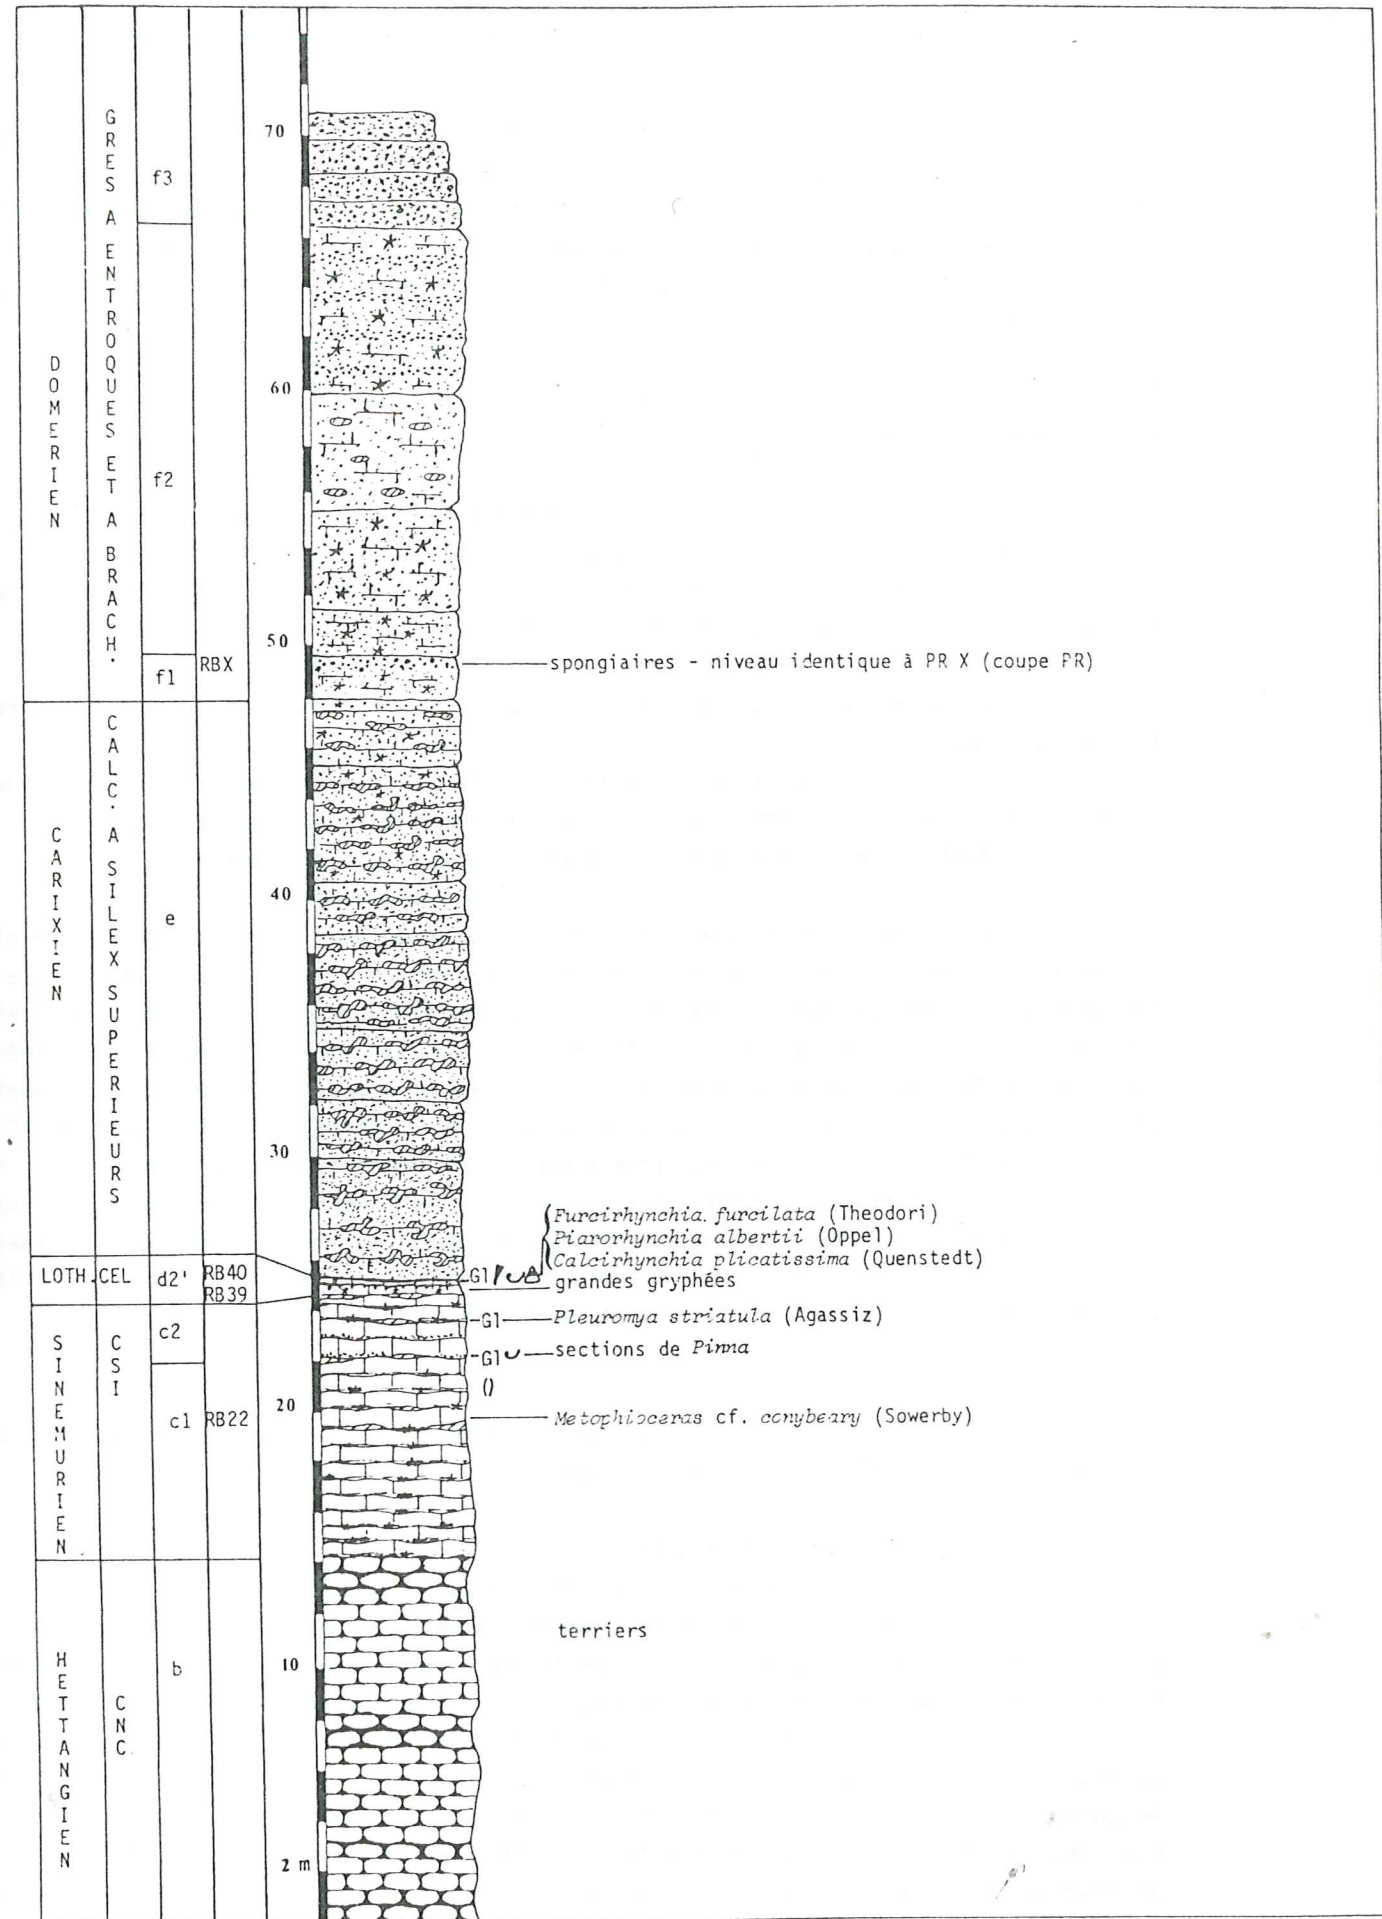 DOMERIEN
GRES A ENTROQUES ET A BRACH.
f3
f2
f1
RBX
70
60
50
spongiaires - niveau identique à PR X (coupe PR)
CARIXIEN
CALC. A SILEX SUPERIEURS
e
40
30
Furcirhynchia. furcilata (Theodori)
Piarorhynchia albertii (Oppel)
Calcirhynchia plicatissima (Quenstedt)
LOTH. CEL d2' RB40
RB39
Gl
grandes gryphées
SINEMURIEN
CSI
c2
Gl Pleuromya striatula (Agassiz)
Gl sections de Pinna
()
c1 RB22
20
Metophioceras cf. conybeary (Sowerby)
HETTANGIEN
CNC
b
terriers
10
2 m